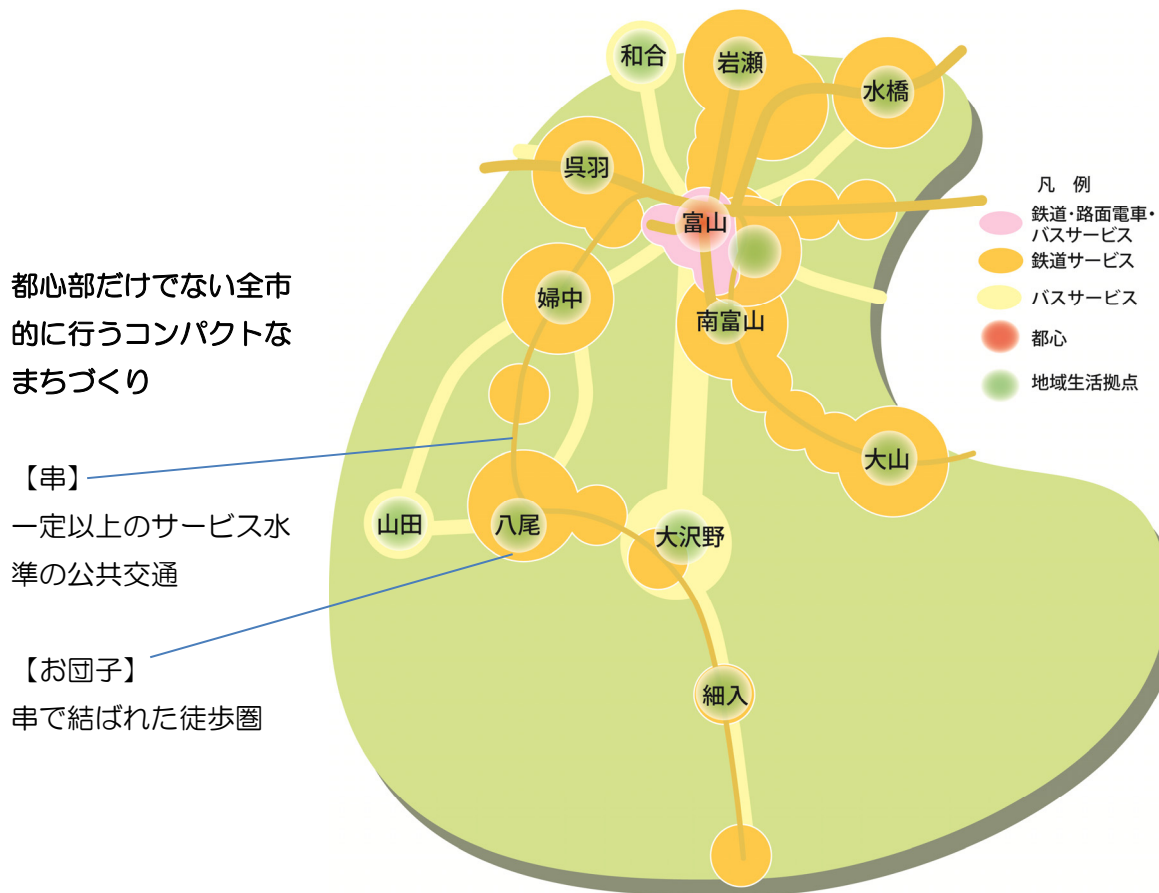 和合
岩瀬
水橋
呉羽
富山
婦中
南富山
大山
山田
八尾
大沢野
細入
凡 例
鉄道・路面電車・
バスサービス
鉄道サービス
バスサービス
都心
地域生活拠点
都心部だけでない全市
的に行うコンパクトな
まちづくり
【串】
一定以上のサービス水
準の公共交通
【お団子】
串で結ばれた徒歩圏